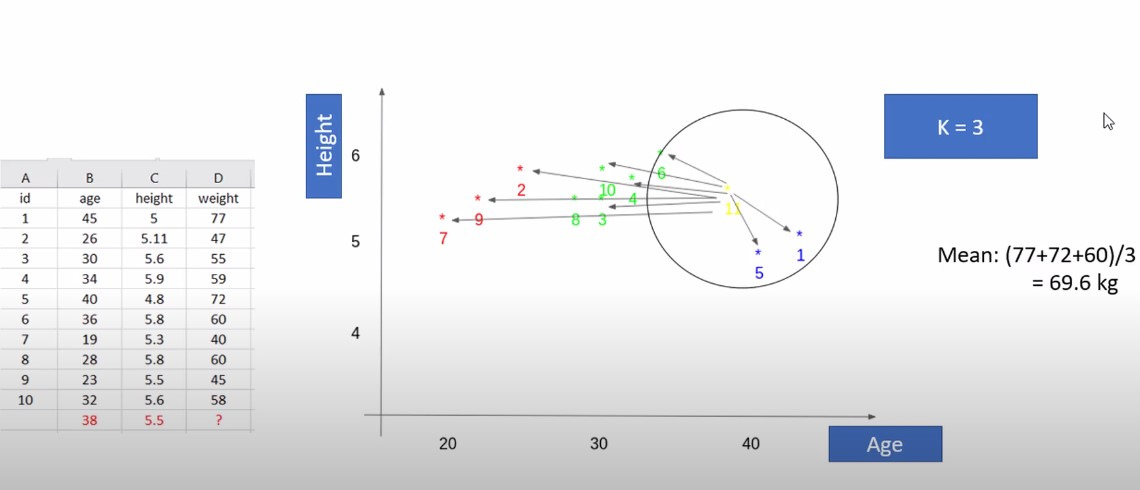 A B C D
id age height weight
1 45 5 77
2 26 5.11 47
3 30 5.6 55
4 34 5.9 59
5 40 4.8 72
6 36 5.8 60
7 19 5.3 40
8 28 5.8 60
9 23 5.5 45
10 32 5.6 58
38 5.5 ?
Height
6
5
4
20 30 40
Age
2
10
6
4
9
8
3
7
11
1
5
K = 3
Mean: (77+72+60)/3
= 69.6 kg